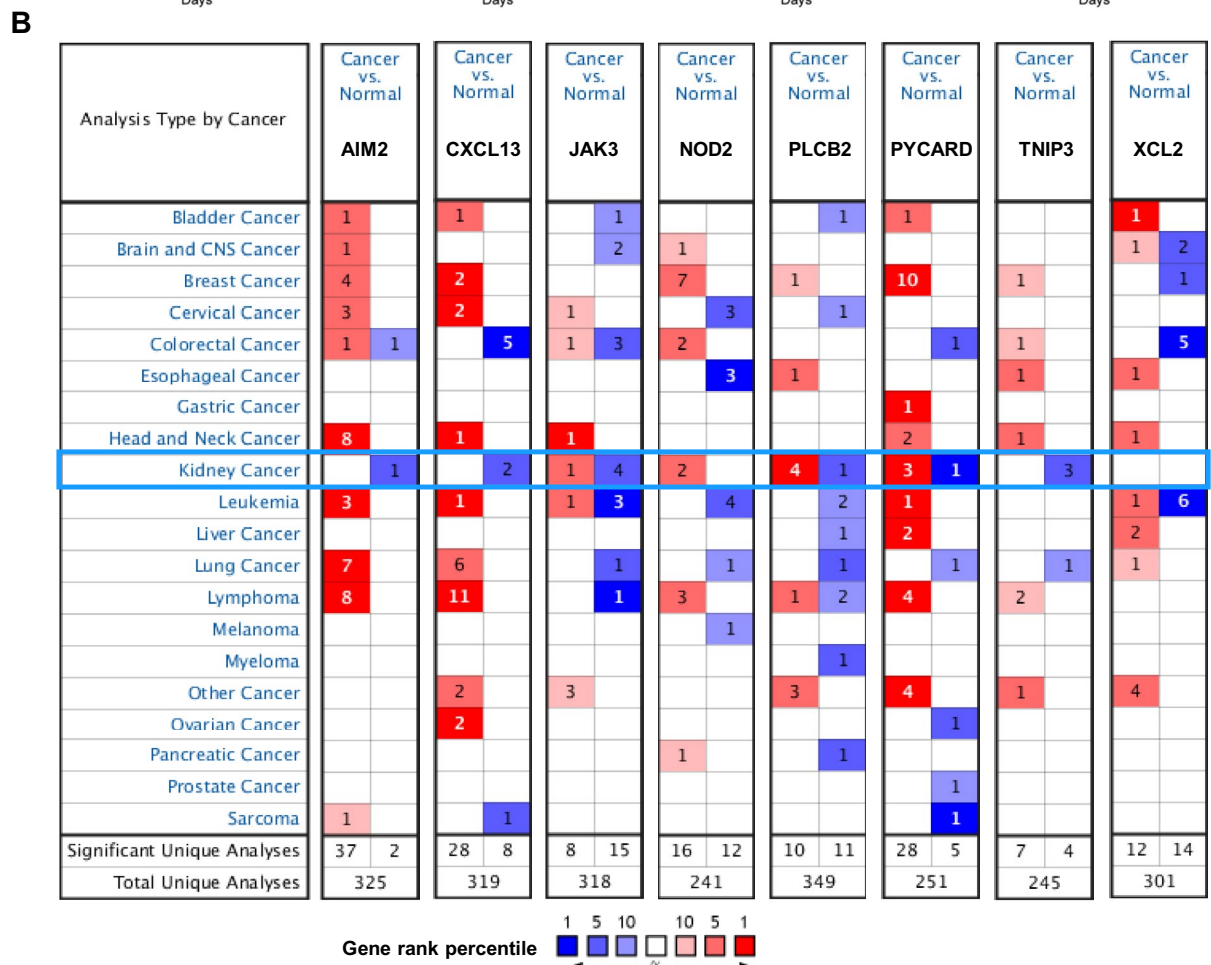 Days Days Days Days
B
Analysis Type by Cancer
Cancer vs. Normal AIM2
Cancer vs. Normal CXCL13
Cancer vs. Normal JAK3
Cancer vs. Normal NOD2
Cancer vs. Normal PLCB2
Cancer vs. Normal PYCARD
Cancer vs. Normal TNIP3
Cancer vs. Normal XCL2
Bladder Cancer 1 1 1 1 1 1
Brain and CNS Cancer 1 2 1 1 2
Breast Cancer 4 2 7 1 10 1 1
Cervical Cancer 3 2 1 3 1
Colorectal Cancer 1 1 5 1 3 2 1 1 5
Esophageal Cancer 3 1 1 1
Gastric Cancer 1
Head and Neck Cancer 8 1 1 2 1 1
Kidney Cancer 1 2 1 4 2 4 1 3 1 3
Leukemia 3 1 1 3 4 2 1 1 6
Liver Cancer 1 2 2
Lung Cancer 7 6 1 1 1 1 1 1
Lymphoma 8 11 1 3 1 2 4 2
Melanoma 1
Myeloma 1
Other Cancer 2 3 3 4 1 4
Ovarian Cancer 2 1
Pancreatic Cancer 1 1
Prostate Cancer 1
Sarcoma 1 1 1
Significant Unique Analyses 37 2 28 8 8 15 16 12 10 11 28 5 7 4 12 14
Total Unique Analyses 325 319 318 241 349 251 245 301
1 5 10 10 5 1
Gene rank percentile